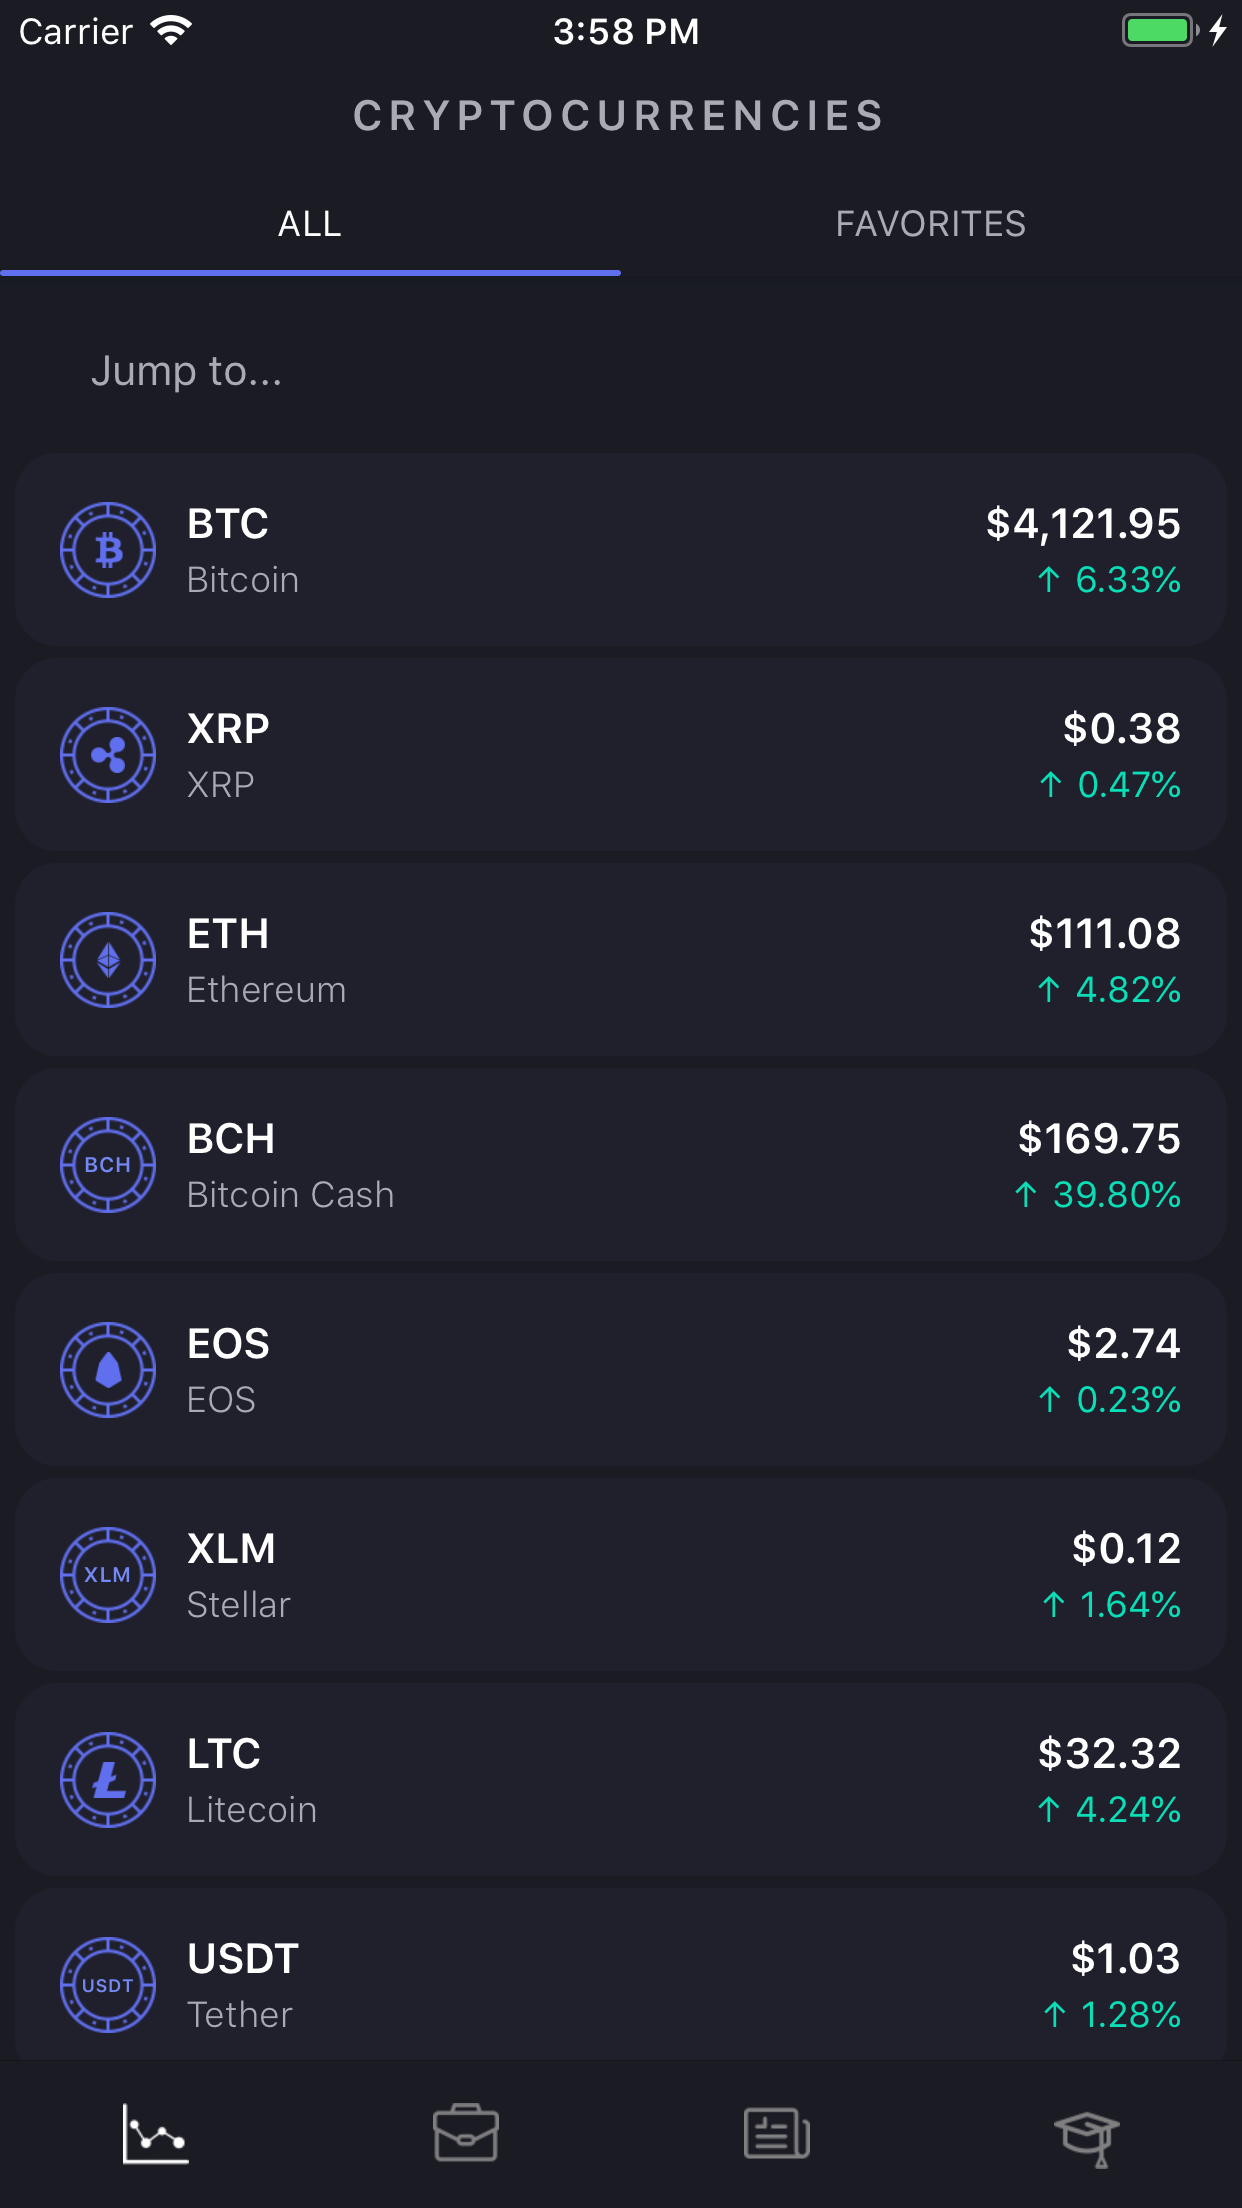 Carrier 3:58 PM
CRYPTOCURRENCIES
ALL FAVORITES
Jump to...
BTC $4,121.95
Bitcoin ↑ 6.33%
XRP $0.38
XRP ↑ 0.47%
ETH $111.08
Ethereum ↑ 4.82%
BCH BCH $169.75
Bitcoin Cash ↑ 39.80%
EOS $2.74
EOS ↑ 0.23%
XLM XLM $0.12
Stellar ↑ 1.64%
LTC $32.32
Litecoin ↑ 4.24%
USDT USDT $1.03
Tether ↑ 1.28%